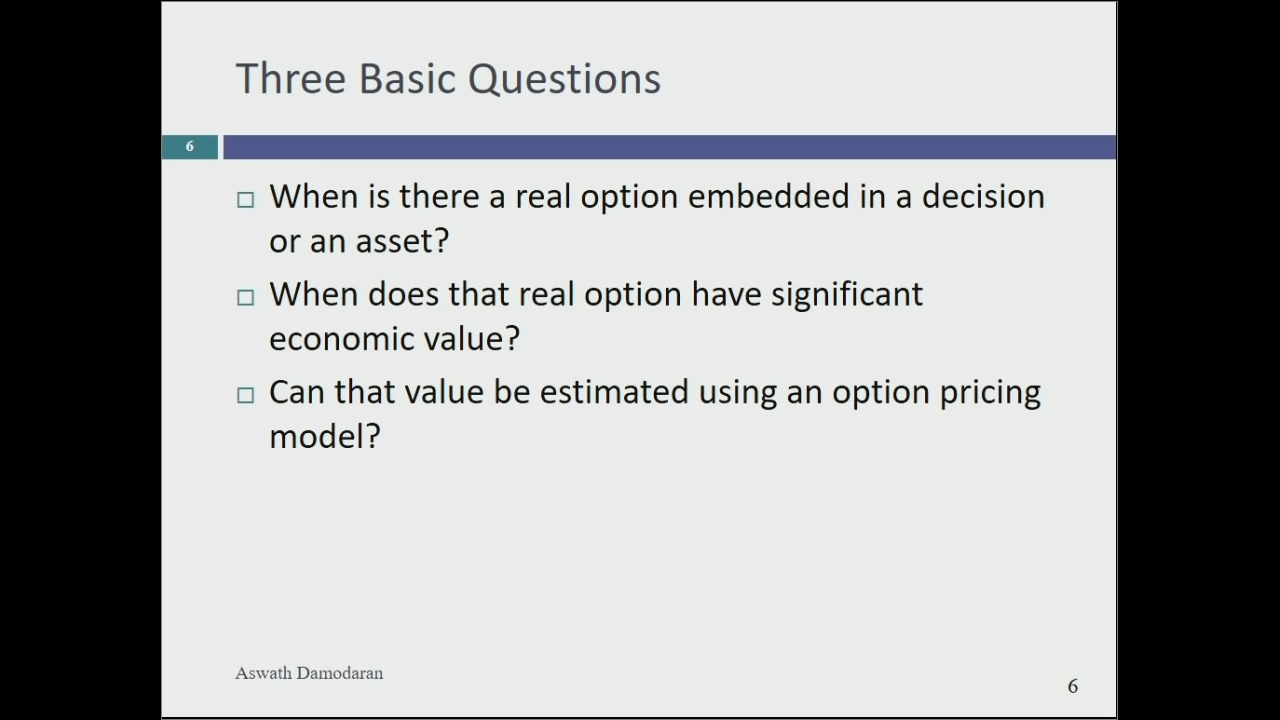 Three Basic Questions
6
When is there a real option embedded in a decision
or an asset?
When does that real option have significant
economic value?
Can that value be estimated using an option pricing
model?
Aswath Damodaran
6